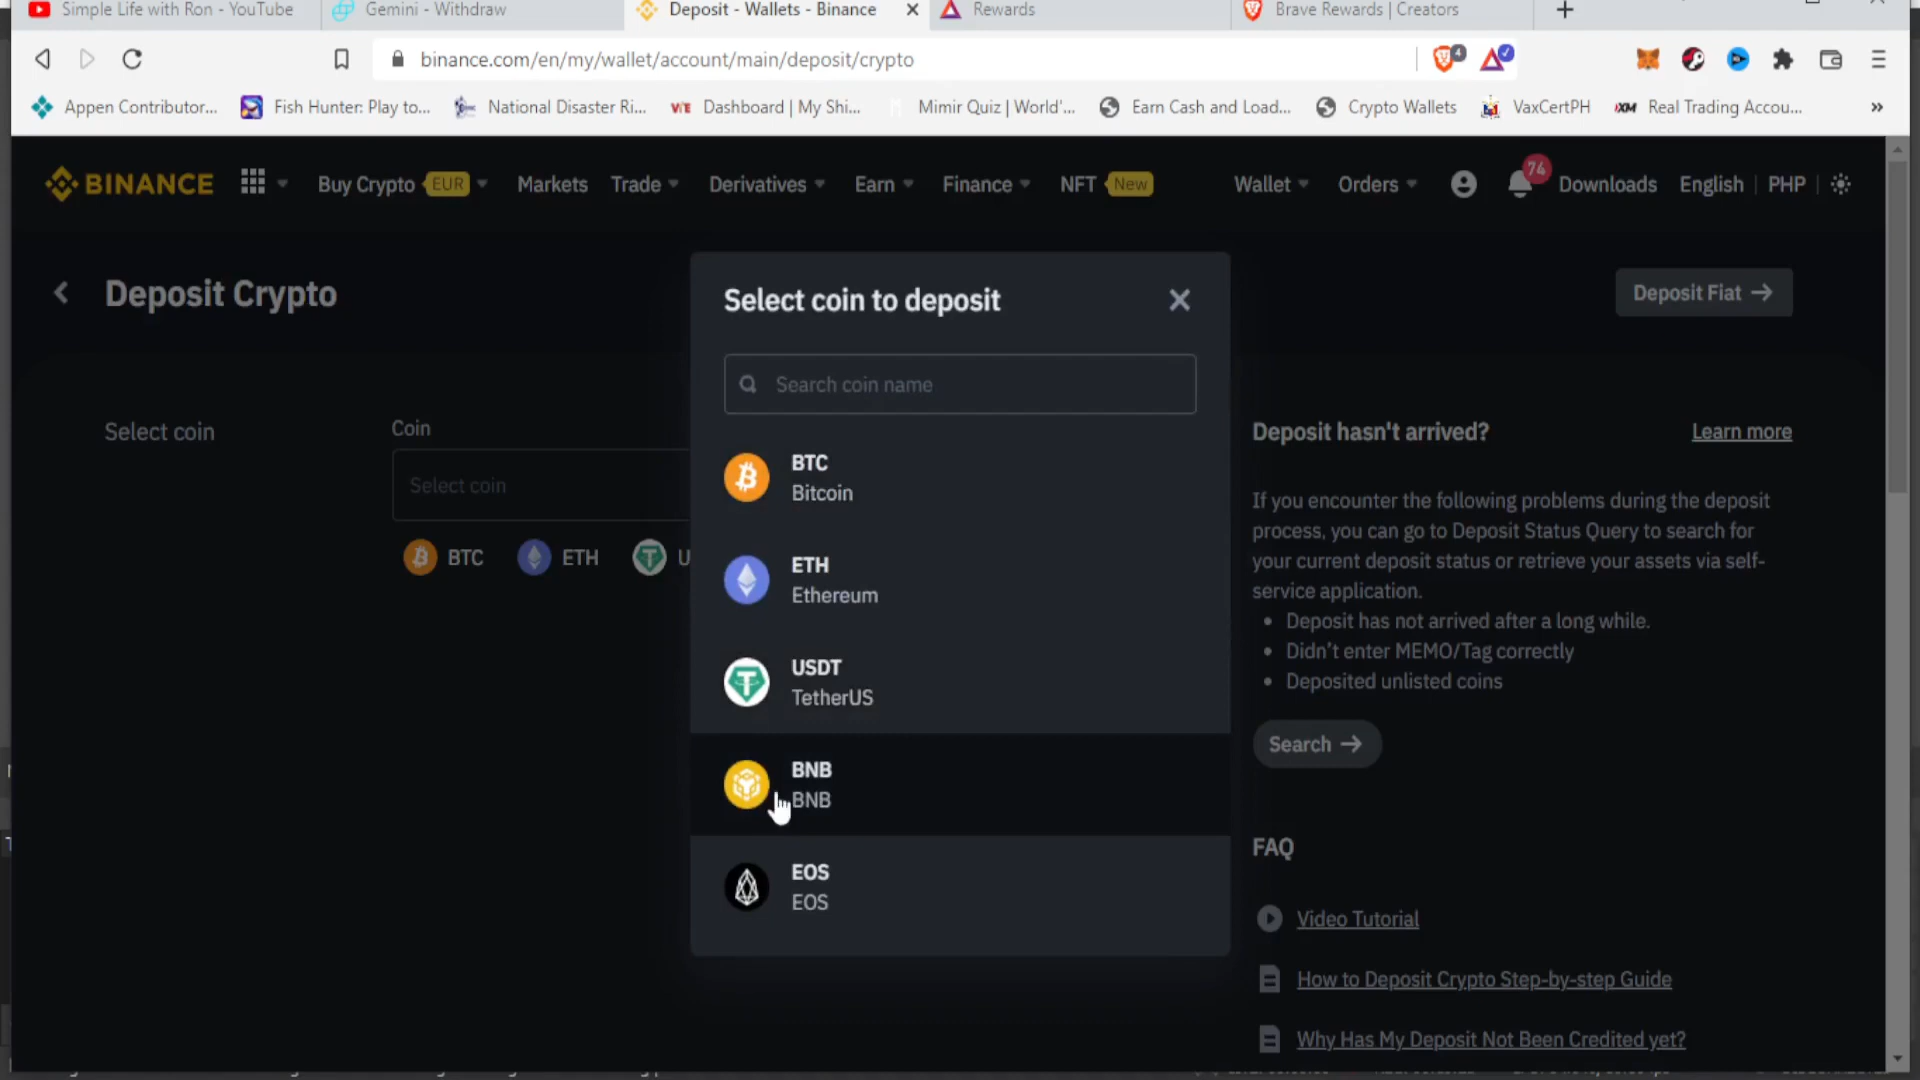 Simple Life with Ron - YouTube
Gemini - Withdraw
Deposit - Wallets - Binance
Rewards
Brave Rewards | Creators
binance.com/en/my/wallet/account/main/deposit/crypto
4
Appen Contributor...
Fish Hunter: Play to...
National Disaster Ri...
Dashboard | My Shi...
Mimir Quiz | World'...
Earn Cash and Load...
Crypto Wallets
VaxCertPH
XM Real Trading Accou...
»
BINANCE
Buy Crypto EUR
Markets
Trade
Derivatives
Earn
Finance
NFT New
Wallet
Orders
74
Downloads
English
PHP
Deposit Crypto
Deposit Fiat →
Select coin to deposit
Search coin name
Select coin
Coin
Select coin
BTC
ETH
U
BTC
Bitcoin
ETH
Ethereum
USDT
TetherUS
BNB
BNB
EOS
EOS
Deposit hasn't arrived?
Learn more
If you encounter the following problems during the deposit
process, you can go to Deposit Status Query to search for
your current deposit status or retrieve your assets via self-
service application.
• Deposit has not arrived after a long while.
• Didn't enter MEMO/Tag correctly
• Deposited unlisted coins
Search →
FAQ
Video Tutorial
How to Deposit Crypto Step-by-step Guide
Why Has My Deposit Not Been Credited yet?